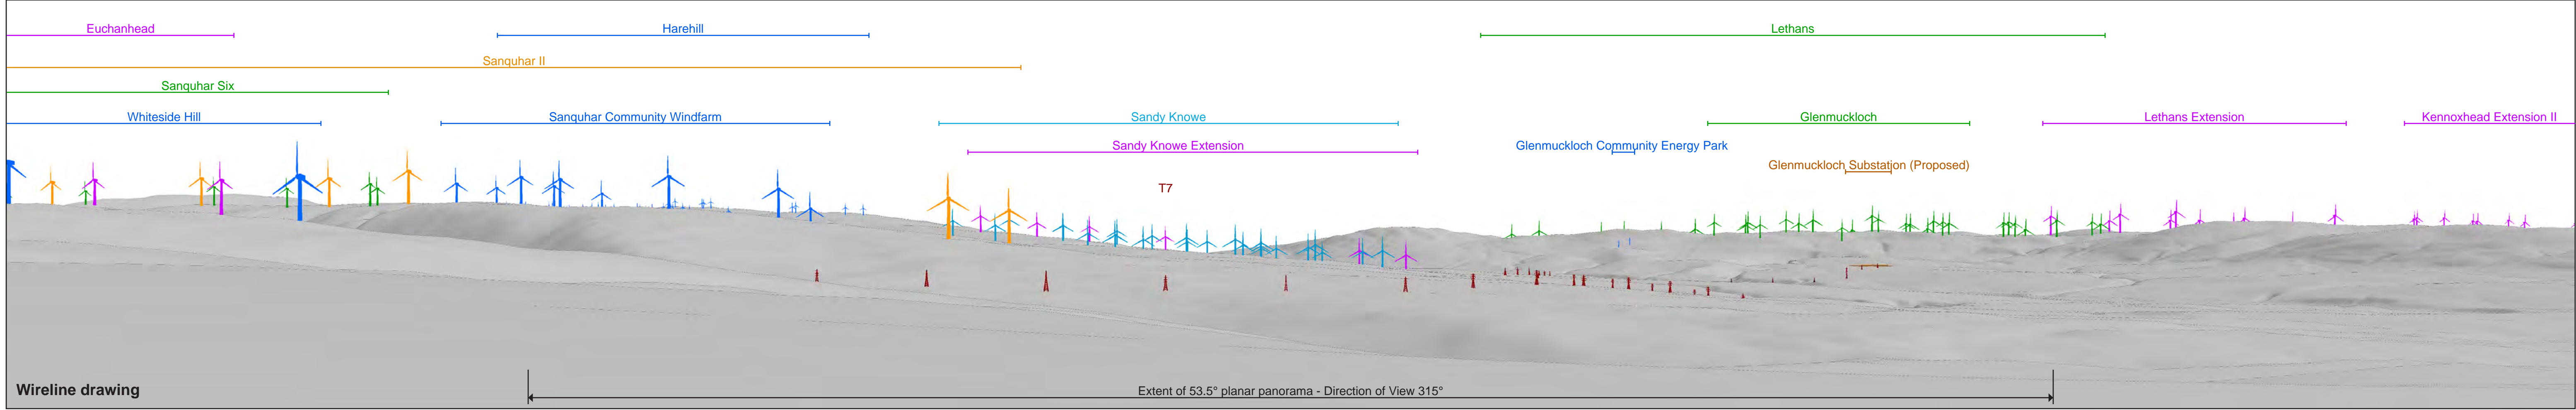 Euchanhead
Harehill
Lethans
Sanquhar II
Sanquhar Six
Whiteside Hill
Sanquhar Community Windfarm
Sandy Knowe
Glenmuckloch
Lethans Extension
Kennoxhead Extension II
Sandy Knowe Extension
Glenmuckloch Community Energy Park
Glenmuckloch Substation (Proposed)
T7
Wireline drawing
Extent of 53.5° planar panorama - Direction of View 315°